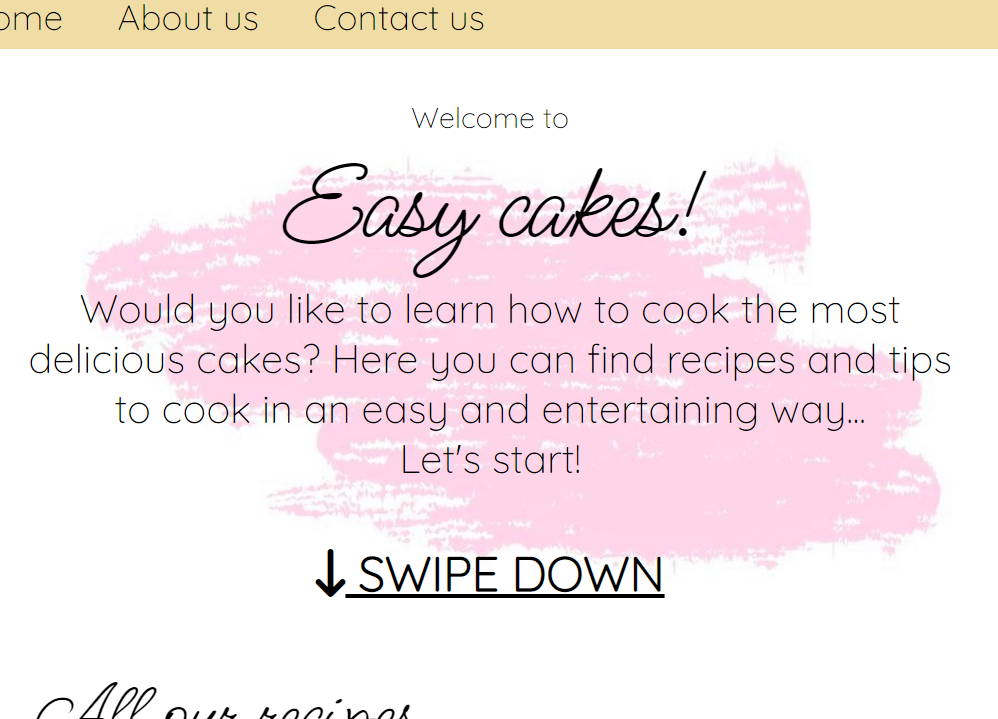 ome About us Contact us
Welcome to
Easy cakes!
Would you like to learn how to cook the most
delicious cakes? Here you can find recipes and tips
to cook in an easy and entertaining way...
Let's start!
↓ SWIPE DOWN
All our recipes